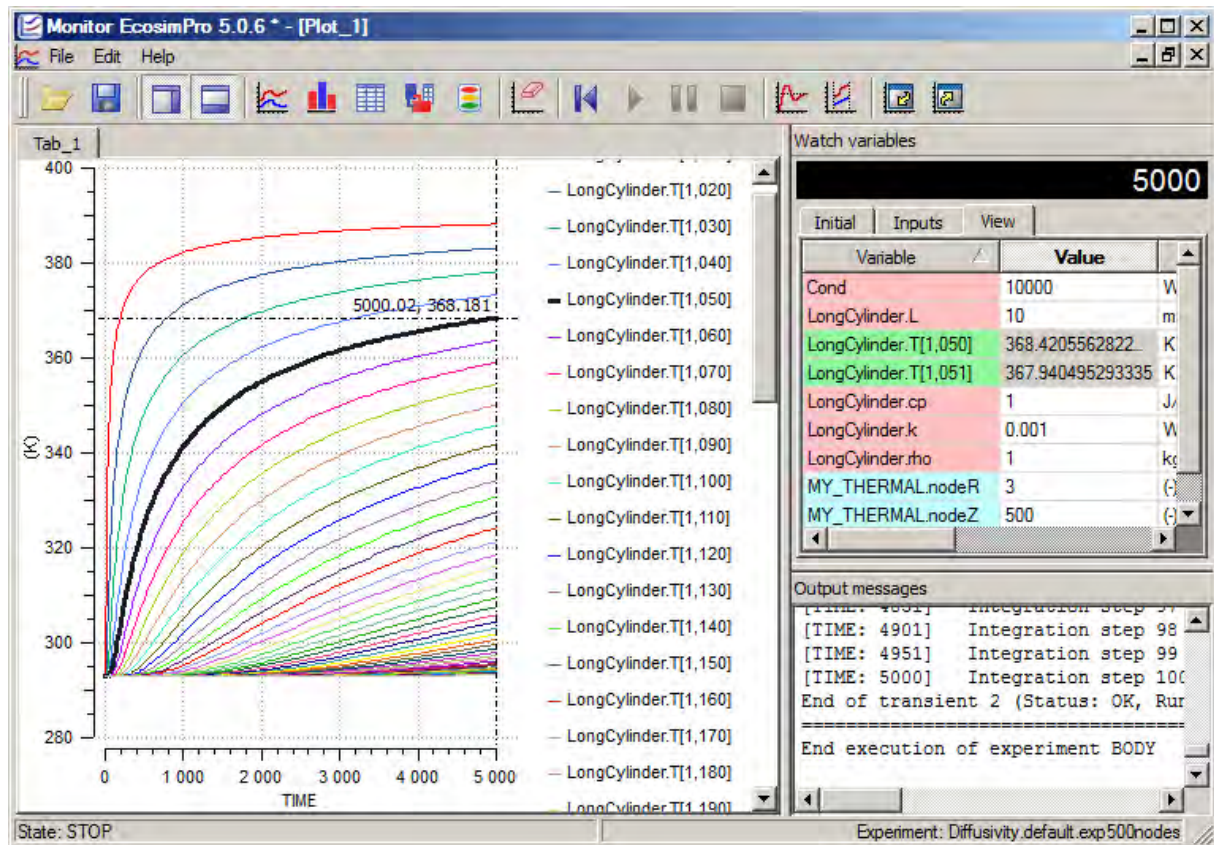 Monitor EcosimPro 5.0.6 * - [Plot_1]
File Edit Help
Tab_1
400
380
360
340
320
300
280
(K)
0 1 000 2 000 3 000 4 000 5 000
TIME
5000.02, 368.181
LongCylinder.T[1,020]
LongCylinder.T[1,030]
LongCylinder.T[1,040]
LongCylinder.T[1,050]
LongCylinder.T[1,060]
LongCylinder.T[1,070]
LongCylinder.T[1,080]
LongCylinder.T[1,090]
LongCylinder.T[1,100]
LongCylinder.T[1,110]
LongCylinder.T[1,120]
LongCylinder.T[1,130]
LongCylinder.T[1,140]
LongCylinder.T[1,150]
LongCylinder.T[1,160]
LongCylinder.T[1,170]
LongCylinder.T[1,180]
LongCylinder.T[1,190]
Watch variables
5000
Initial Inputs View
Variable Value
Cond 10000 W
LongCylinder.L 10 m
LongCylinder.T[1,050] 368.4205562822... K
LongCylinder.T[1,051] 367.940495293335 K
LongCylinder.cp 1 J/
LongCylinder.k 0.001 W
LongCylinder.rho 1 kg
MY_THERMAL.nodeR 3 (-)
MY_THERMAL.nodeZ 500 (-)
Output messages
[TIME: 4901] Integration step 98
[TIME: 4951] Integration step 99
[TIME: 5000] Integration step 100
End of transient 2 (Status: OK, Run
End execution of experiment BODY
State: STOP
Experiment: Diffusivity.default.exp500nodes